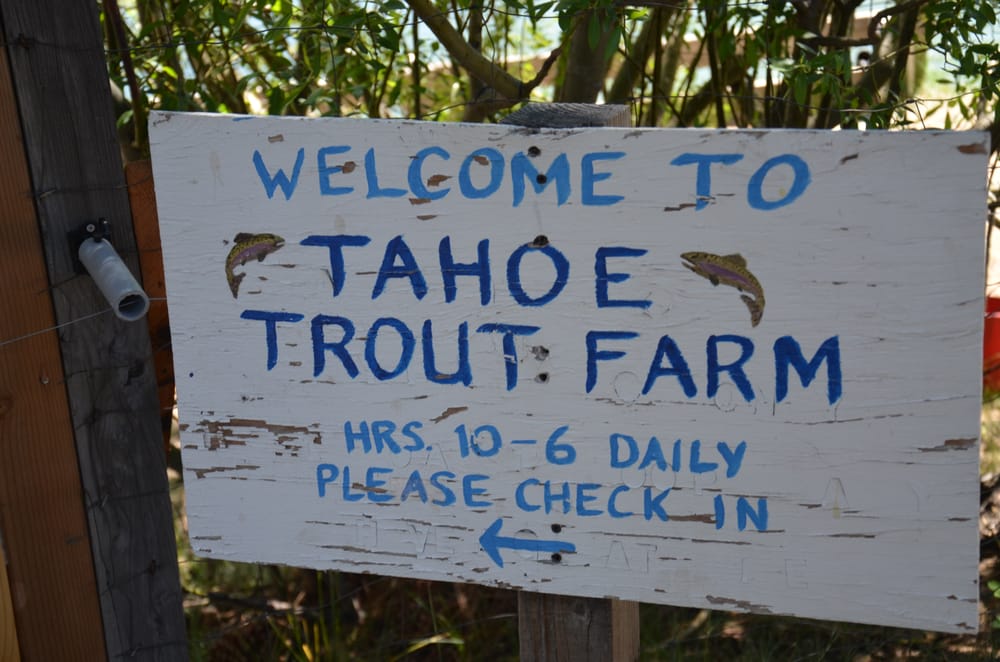 WELCOME TO
TAHOE
TROUT FARM
HRS. 10-6 DAILY
PLEASE CHECK IN